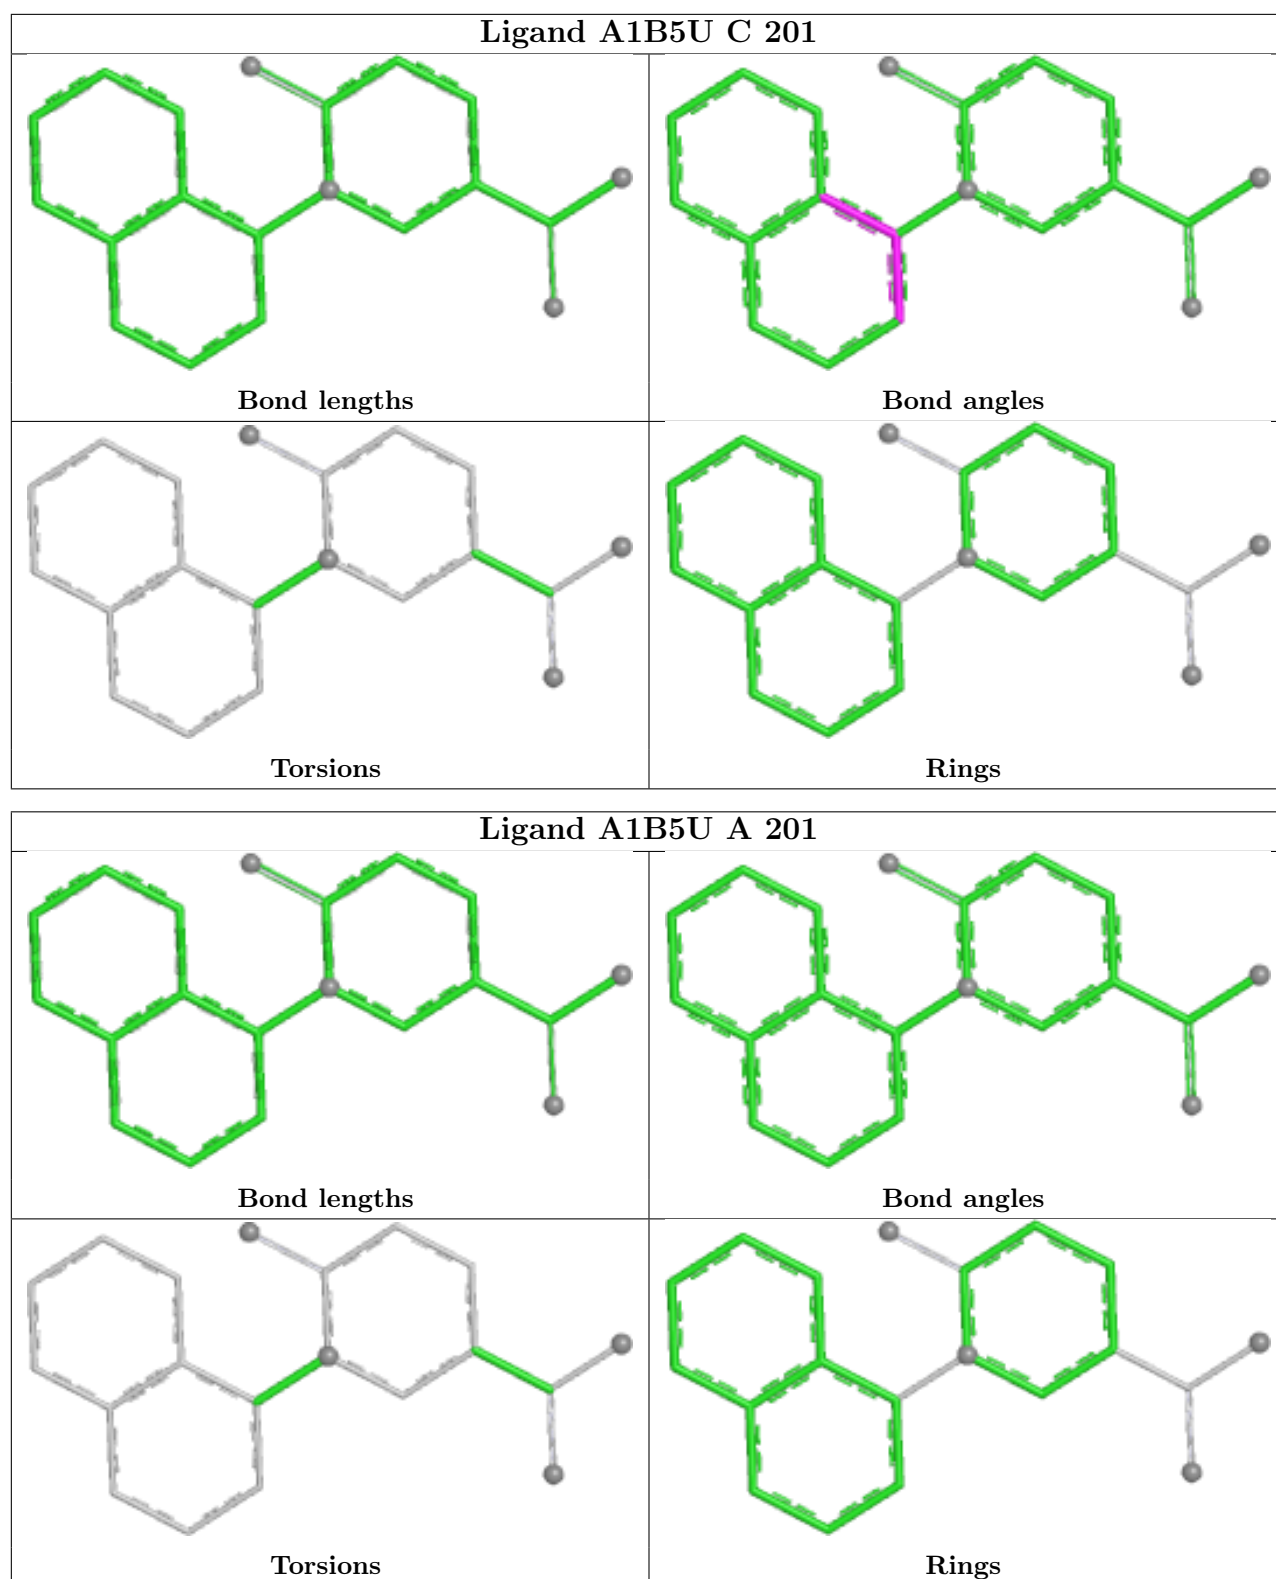 Ligand A1B5U C 201
Bond lengths
Bond angles
Torsions
Rings
Ligand A1B5U A 201
Bond lengths
Bond angles
Torsions
Rings